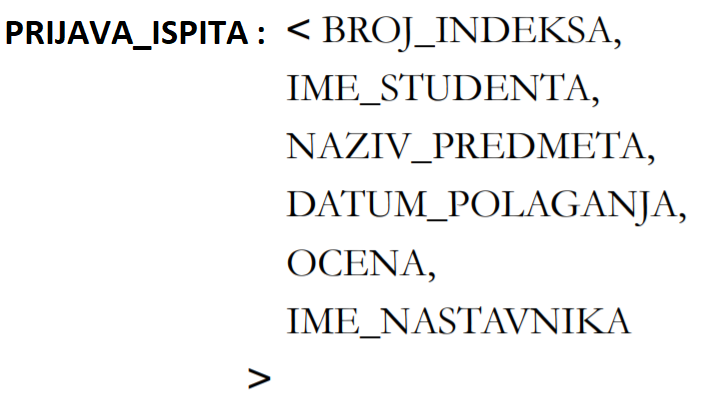 PRIJAVA_ISPITA : < BROJ_INDEKSA,
IME_STUDENTA,
NAZIV_PREDMETA,
DATUM_POLAGANJA,
OCENA,
IME_NASTAVNIKA
>